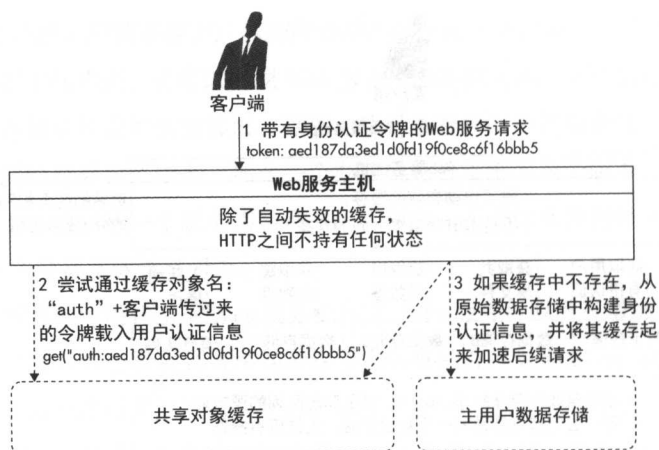 客户端
1 带有身份认证令牌的Web服务请求
token: aed187da3ed1d0fd19f0ce8c6f16bbb5
Web服务主机
除了自动失效的缓存，
HTTP之间不持有任何状态
2 尝试通过缓存对象名：
“auth”+客户端传过来
的令牌载入用户认证信息
get("auth:aed187da3ed1d0fd19f0ce8c6f16bbb5")
3 如果缓存中不存在，从
原始数据存储中构建身份
认证信息，并将其缓存起
来加速后续请求
共享对象缓存
主用户数据存储